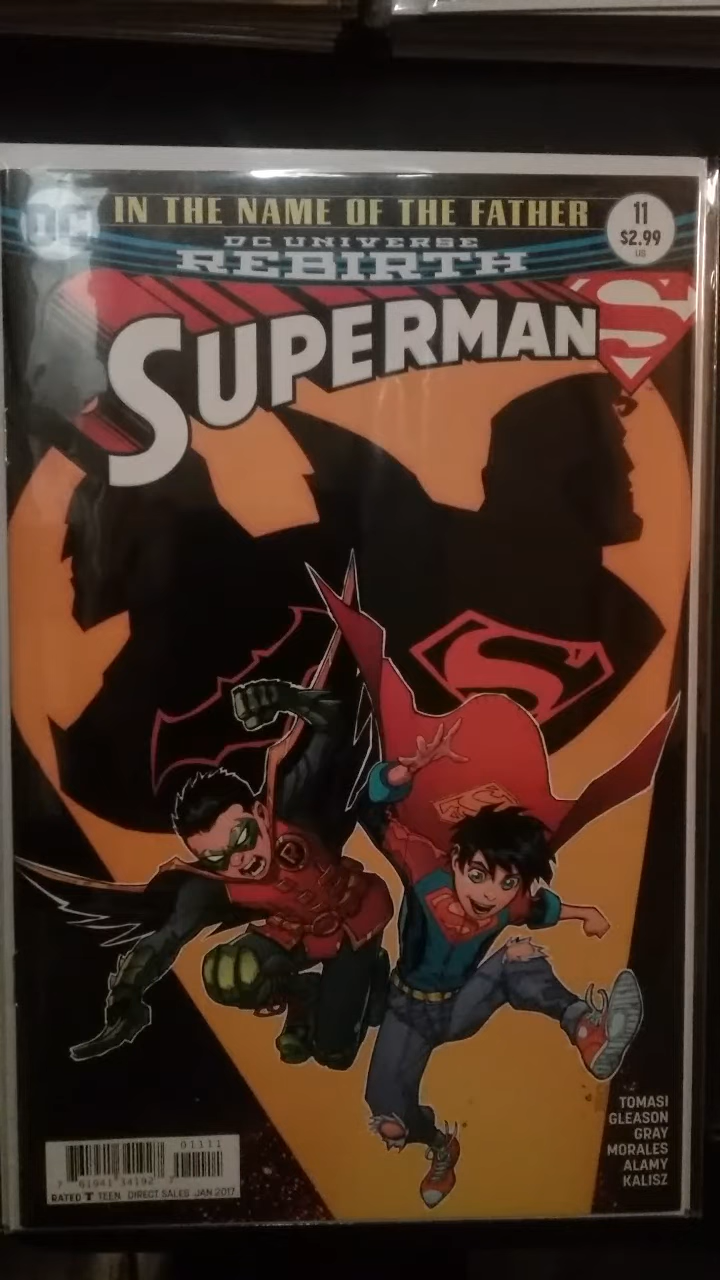 DC
IN THE NAME OF THE FATHER
11
$2.99
US
DC UNIVERSE
REBIRTH
SUPERMAN
S
TOMASI
GLEASON
GRAY
MORALES
ALAMY
KALISZ
01111
RATED T TEEN DIRECT SALES JAN 2017